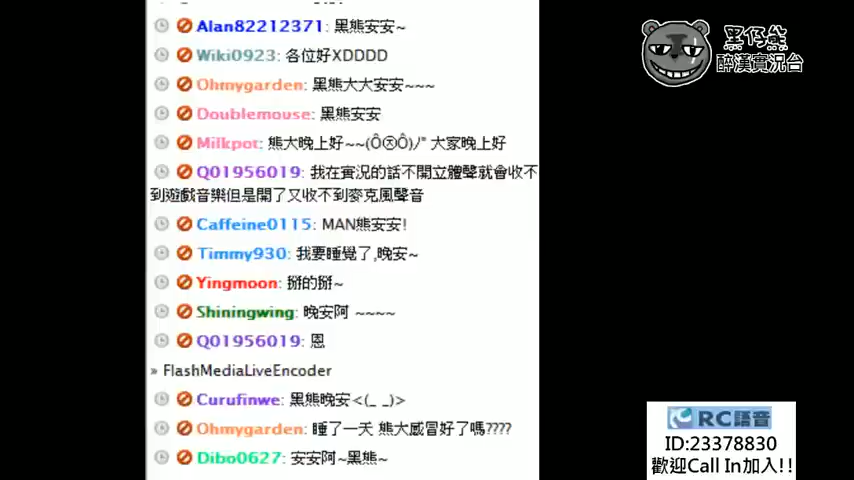 Alan82212371: 黑熊安安~
Wiki0923: 各位好XDDDD
Ohmygarden: 黑熊大大安安~~~
Doublemouse: 黑熊安安
Milkpot: 熊大晚上好~~(Ô㉨Ô)ﾉ" 大家晚上好
Q01956019: 我在實況的話不開立體聲就會收不
到遊戲音樂但是開了又收不到麥克風聲音
Caffeine0115: MAN熊安安!
Timmy930: 我要睡覺了,晚安~
Yingmoon: 掰的掰~
Shiningwing: 晚安阿 ~~~~
Q01956019: 恩
» FlashMediaLiveEncoder
Curufinwe: 黑熊晚安<(_ _)>
Ohmygarden: 睡了一天 熊大感冒好了嗎????
Dibo0627: 安安阿~黑熊~
黑仔熊
醉漢實況台
RC語音
ID:23378830
歡迎Call In加入!!